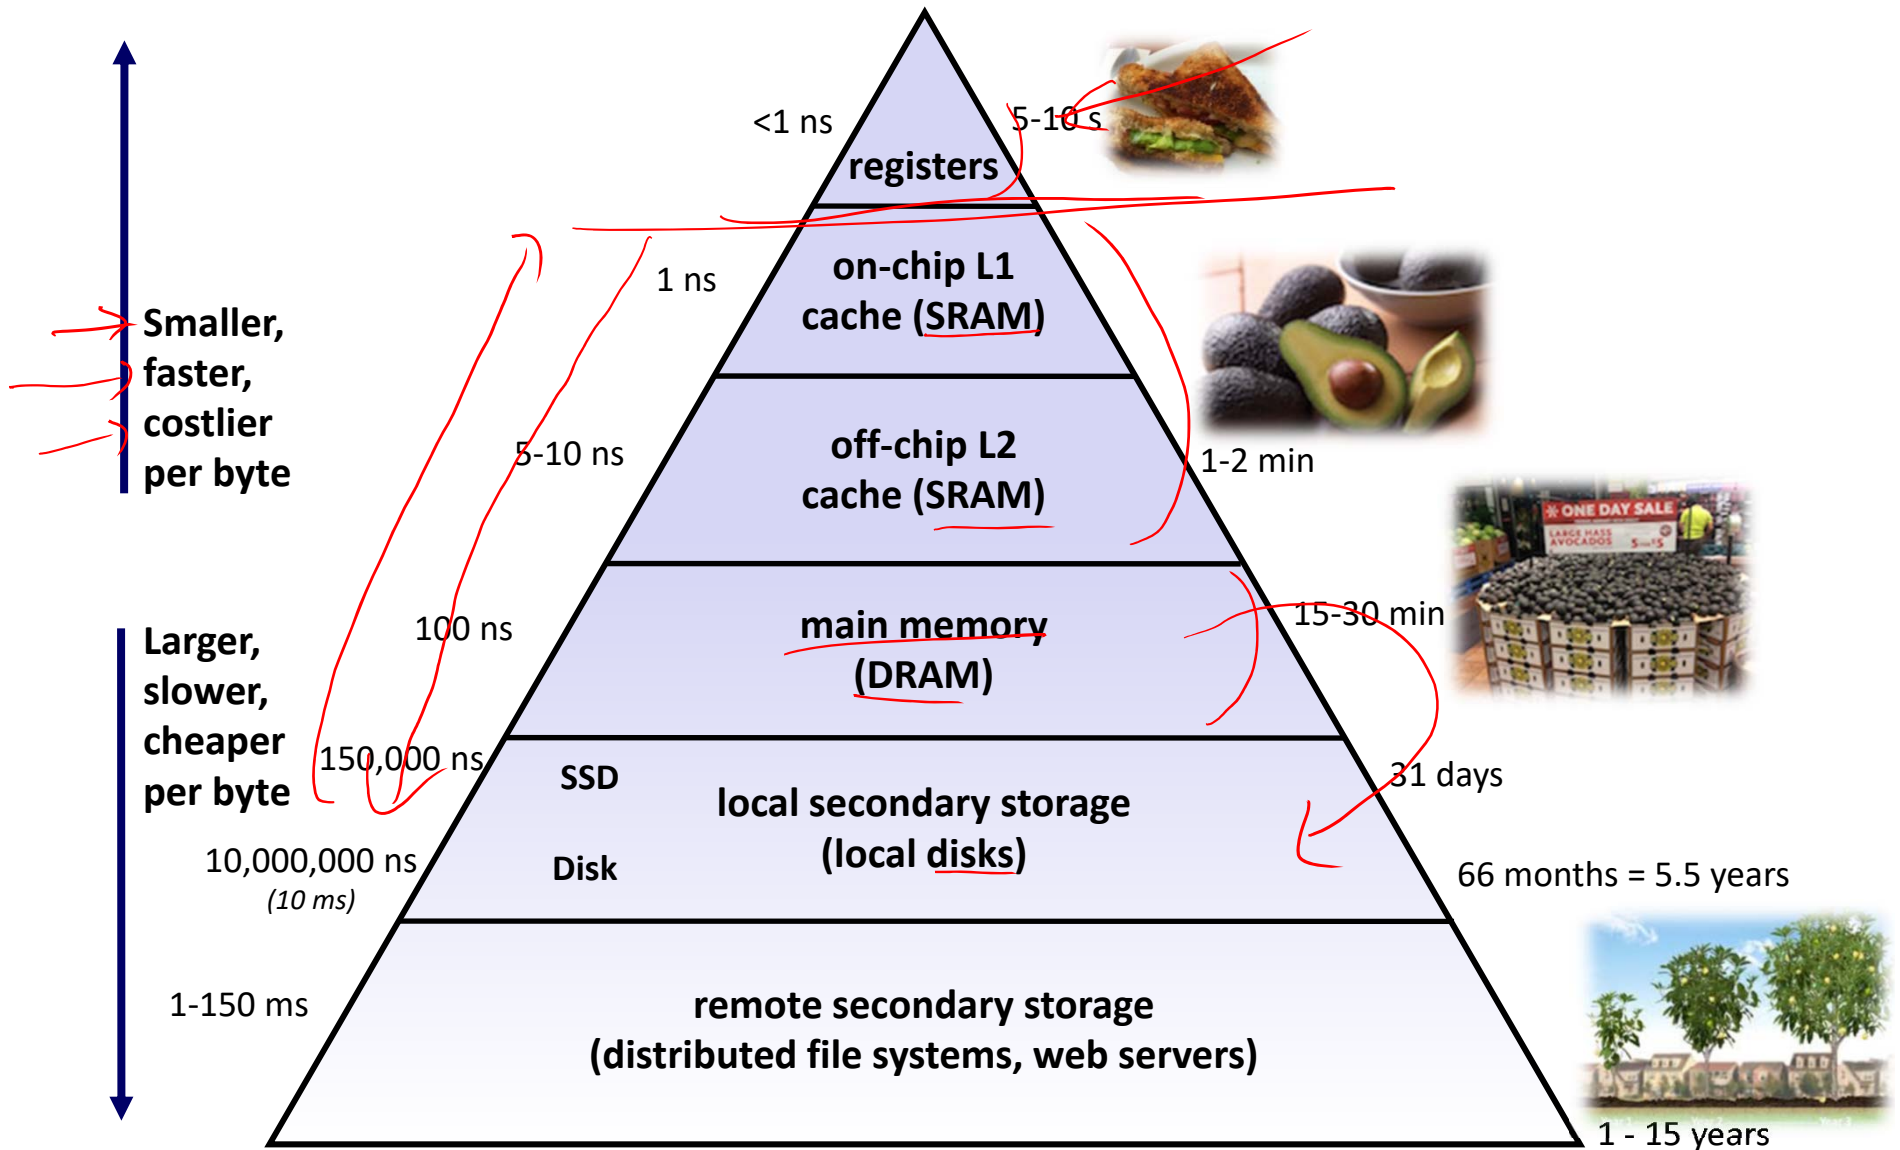 <1 ns
5-10 s
registers
1 ns
on-chip L1
cache (SRAM)
Smaller,
faster,
costlier
per byte
5-10 ns
off-chip L2
cache (SRAM)
1-2 min
ONE DAY SALE
LARGE HASS
AVOCADOS
100 ns
main memory
(DRAM)
15-30 min
Larger,
slower,
cheaper
per byte
150,000 ns
SSD
31 days
local secondary storage
(local disks)
10,000,000 ns
(10 ms)
Disk
66 months = 5.5 years
1-150 ms
remote secondary storage
(distributed file systems, web servers)
1 - 15 years